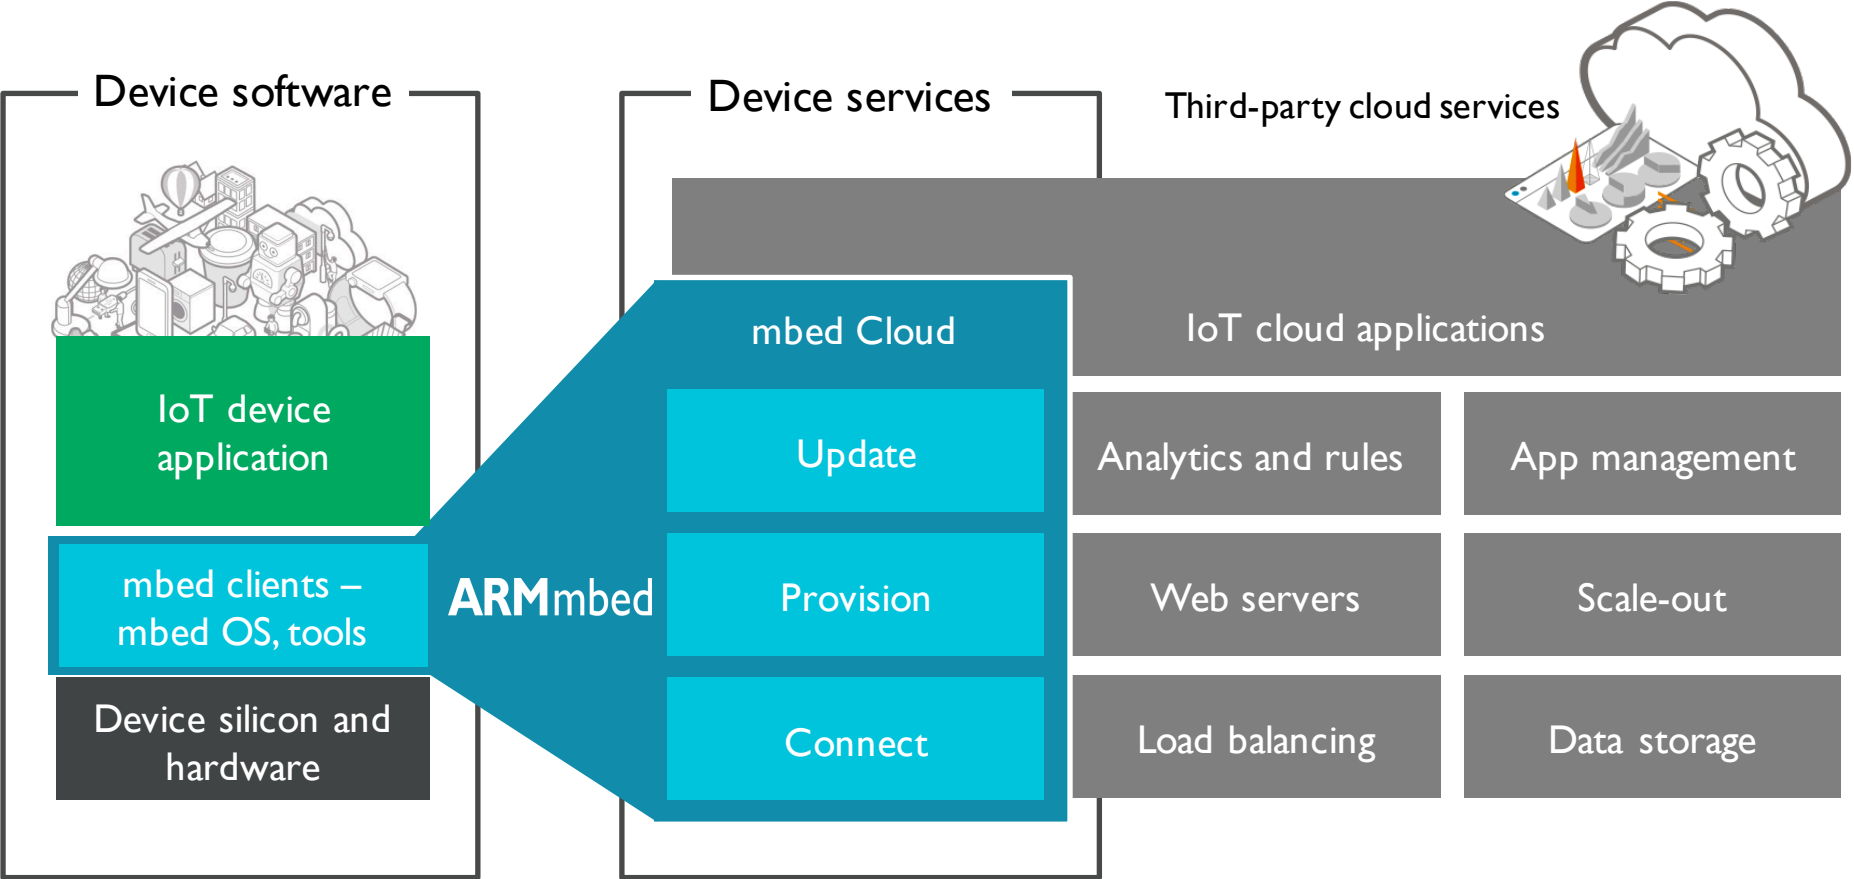 Device software
IoT device
application
mbed clients –
mbed OS, tools
Device silicon and
hardware
ARMmbed
Device services
mbed Cloud
Update
Provision
Connect
Third-party cloud services
IoT cloud applications
Analytics and rules
App management
Web servers
Scale-out
Load balancing
Data storage